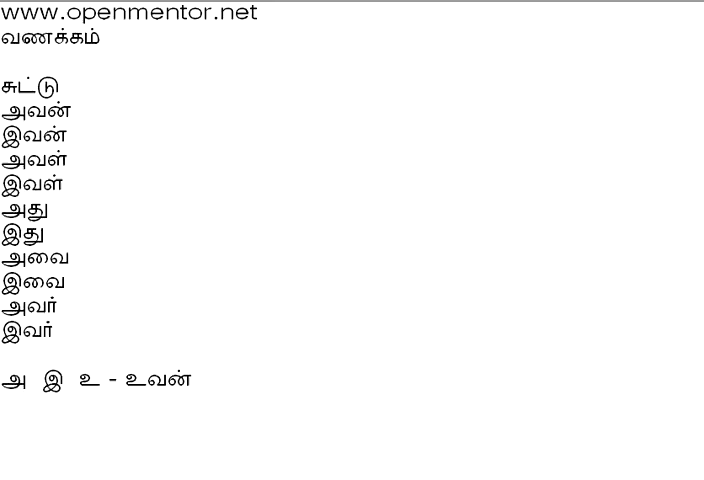 www.openmentor.net
வணக்கம்
சுட்டு
அவன்
இவன்
அவள்
இவள்
அது
இது
அவை
இவை
அவர்
இவர்
அ இ உ - உவன்